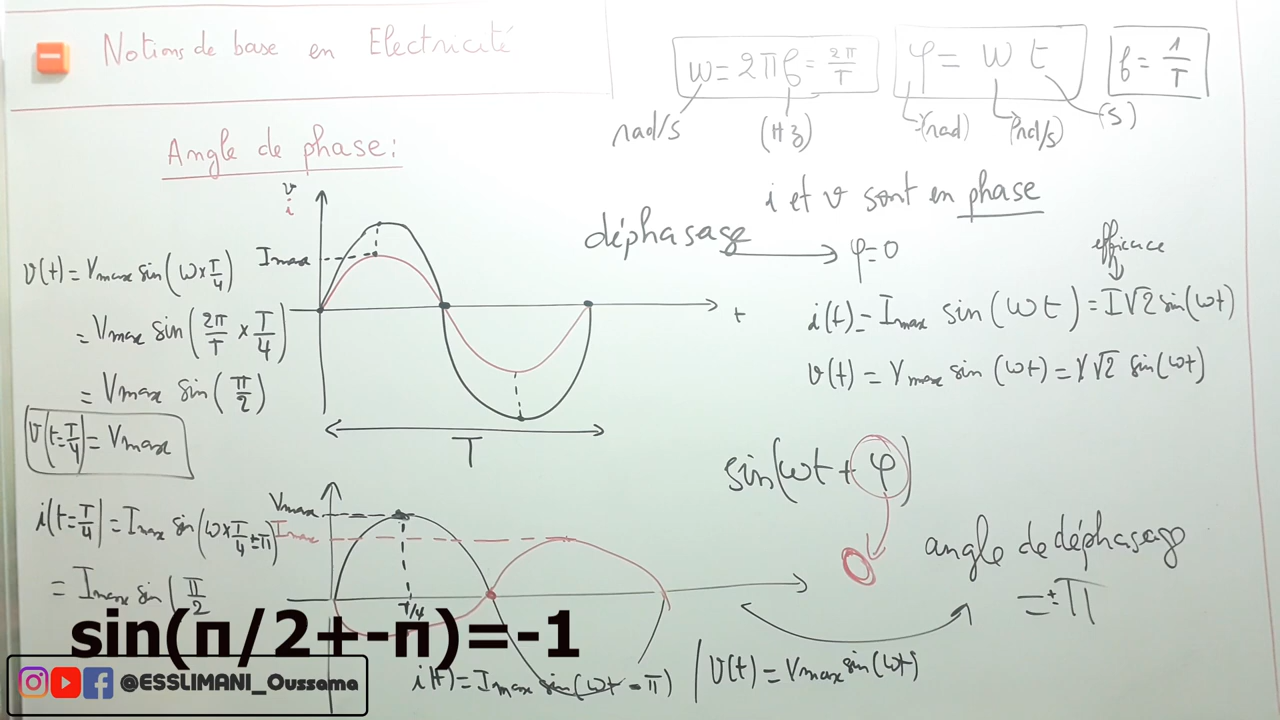 Notions de base en Electricité
ω = 2πf = 2π/T
φ = ω t
f = 1/T
rad/s
(Hz)
(rad)
(rad/s)
(s)
Angle de phase:
i et v sont en phase
v
i
déphasage → φ=0
efficace
Imax
v(t) = Vmax sin(ω×T/4)
= Vmax sin(2π/T × T/4)
= Vmax sin(π/2)
v(t=T/4) = Vmax
t
T
i(t) = Imax sin(ωt) = I√2 sin(ωt)
v(t) = Vmax sin(ωt) = V√2 sin(ωt)
sin(ωt + φ)
Vmax
Imax
i(t=T/4) = Imax sin(ω×T/4 ±π)
= Imax sin(π/2
T/4
angle de déphasage
= ±π
sin(π/2+-π)=-1
i(t) = Imax sin(ωt - π) / v(t) = Vmax sin(ωt)
@ESSLIMANI_Oussama